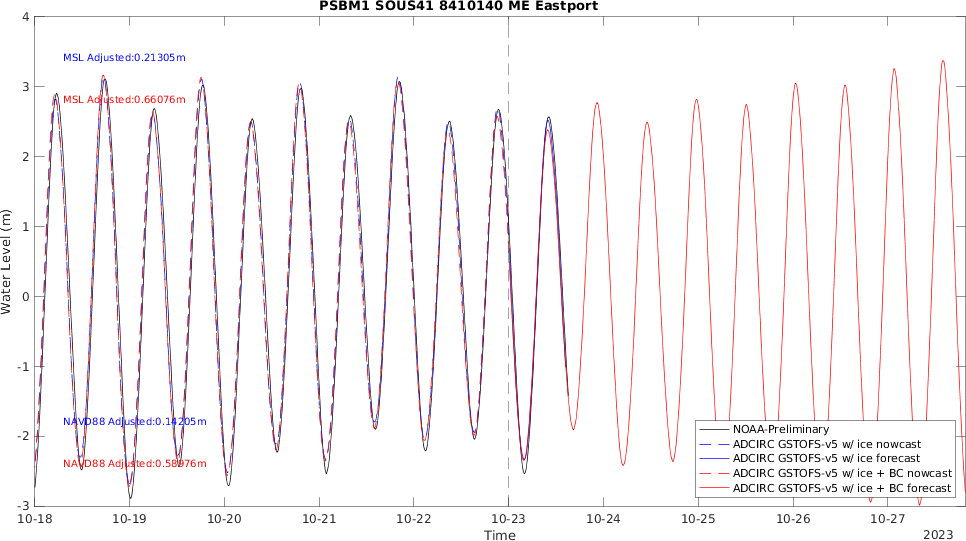 PSBM1 SOUS41 8410140 ME Eastport
Water Level (m)
4
3
2
1
0
-1
-2
-3
MSL Adjusted:0.21305m
MSL Adjusted:0.66076m
NAVD88 Adjusted:0.14205m
NAVD88 Adjusted:0.58976m
NOAA-Preliminary
ADCIRC GSTOFS-v5 w/ ice nowcast
ADCIRC GSTOFS-v5 w/ ice forecast
ADCIRC GSTOFS-v5 w/ ice + BC nowcast
ADCIRC GSTOFS-v5 w/ ice + BC forecast
10-18 10-19 10-20 10-21 10-22 10-23 10-24 10-25 10-26 10-27
Time
2023